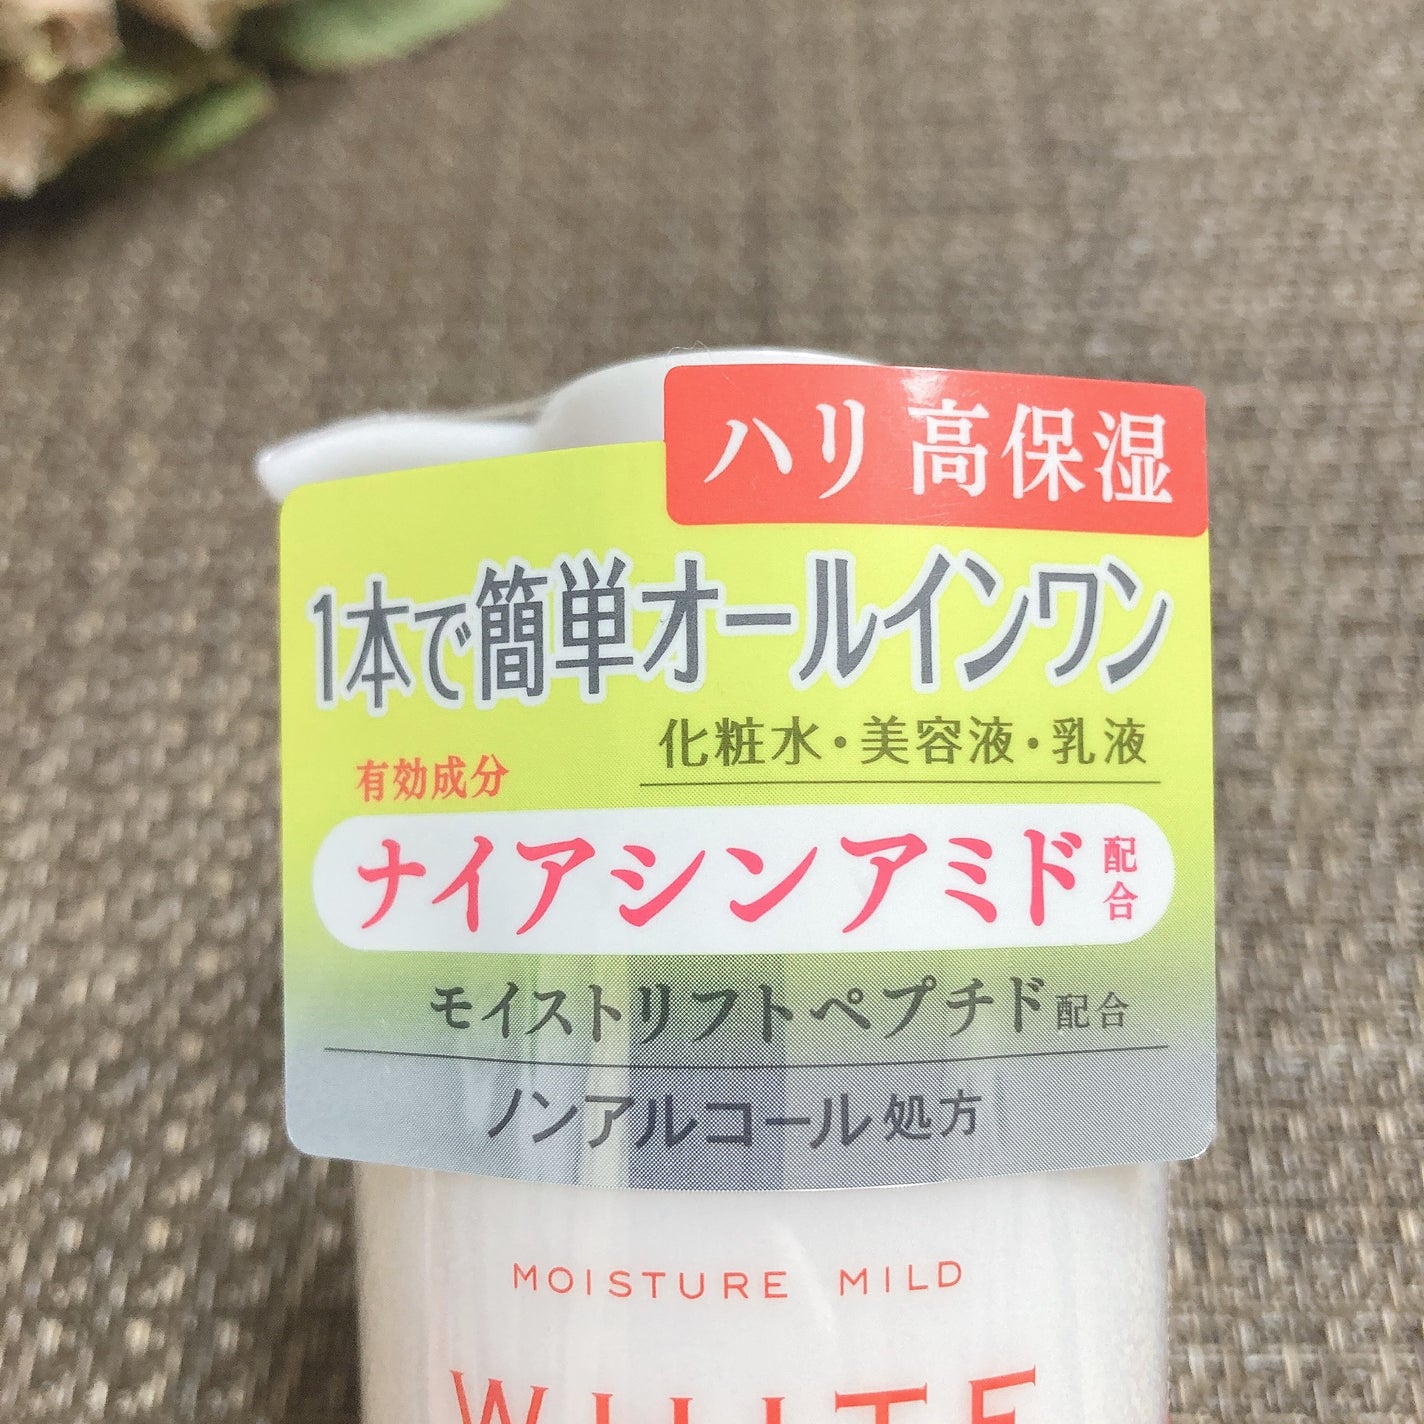 ハリ 高保湿
1本で簡単オールインワン
化粧水・美容液・乳液
有効成分
ナイアシンアミド配合
モイストリフトペプチド配合
ノンアルコール処方
MOISTURE MILD
WHITE